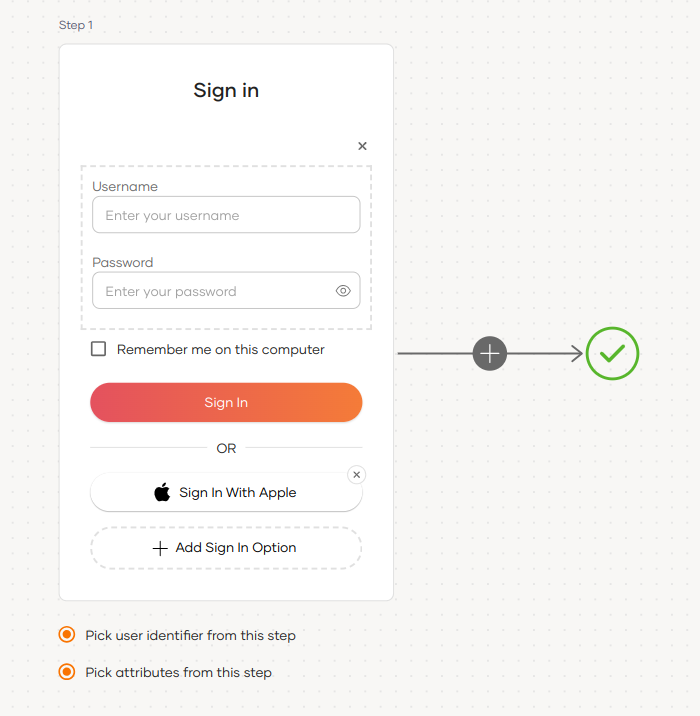 Step 1
Sign in
Username
Enter your username
Password
Enter your password
Remember me on this computer
Sign In
OR
Sign In With Apple
Add Sign In Option
Pick user identifier from this step
Pick attributes from this step